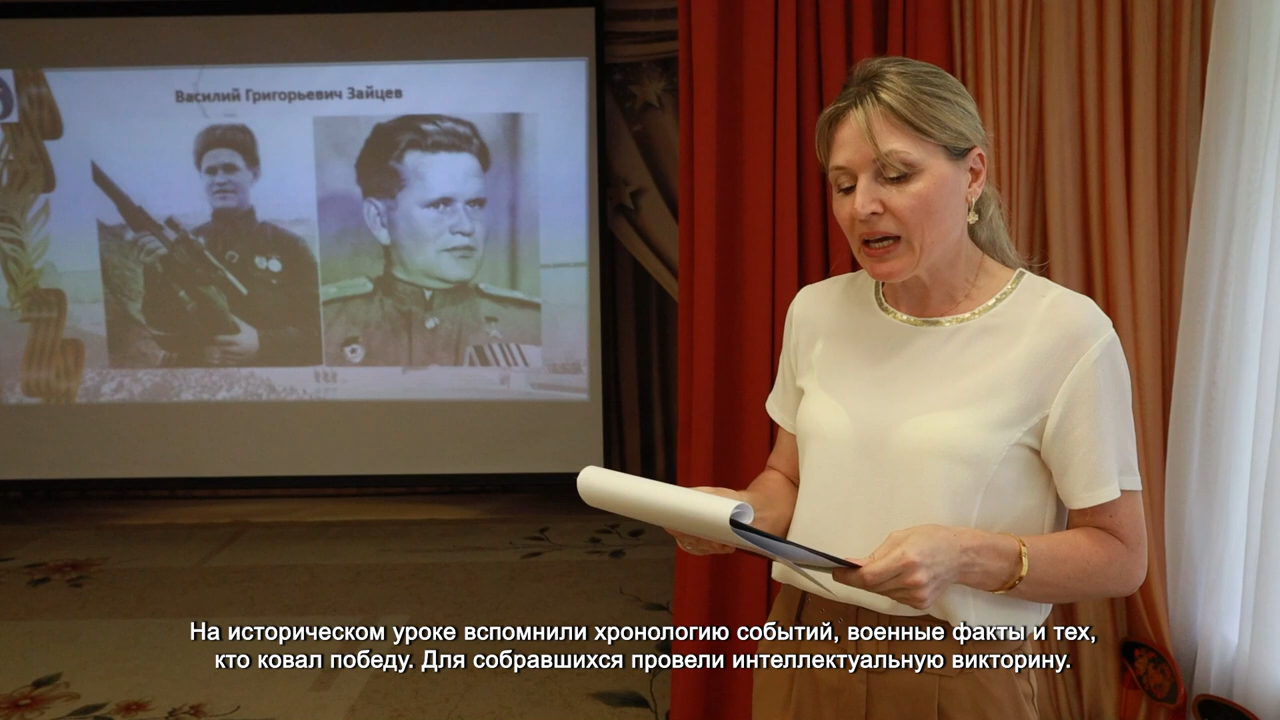 Василий Григорьевич Зайцев
На историческом уроке вспомнили хронологию событий, военные факты и тех,
кто ковал победу. Для собравшихся провели интеллектуальную викторину.